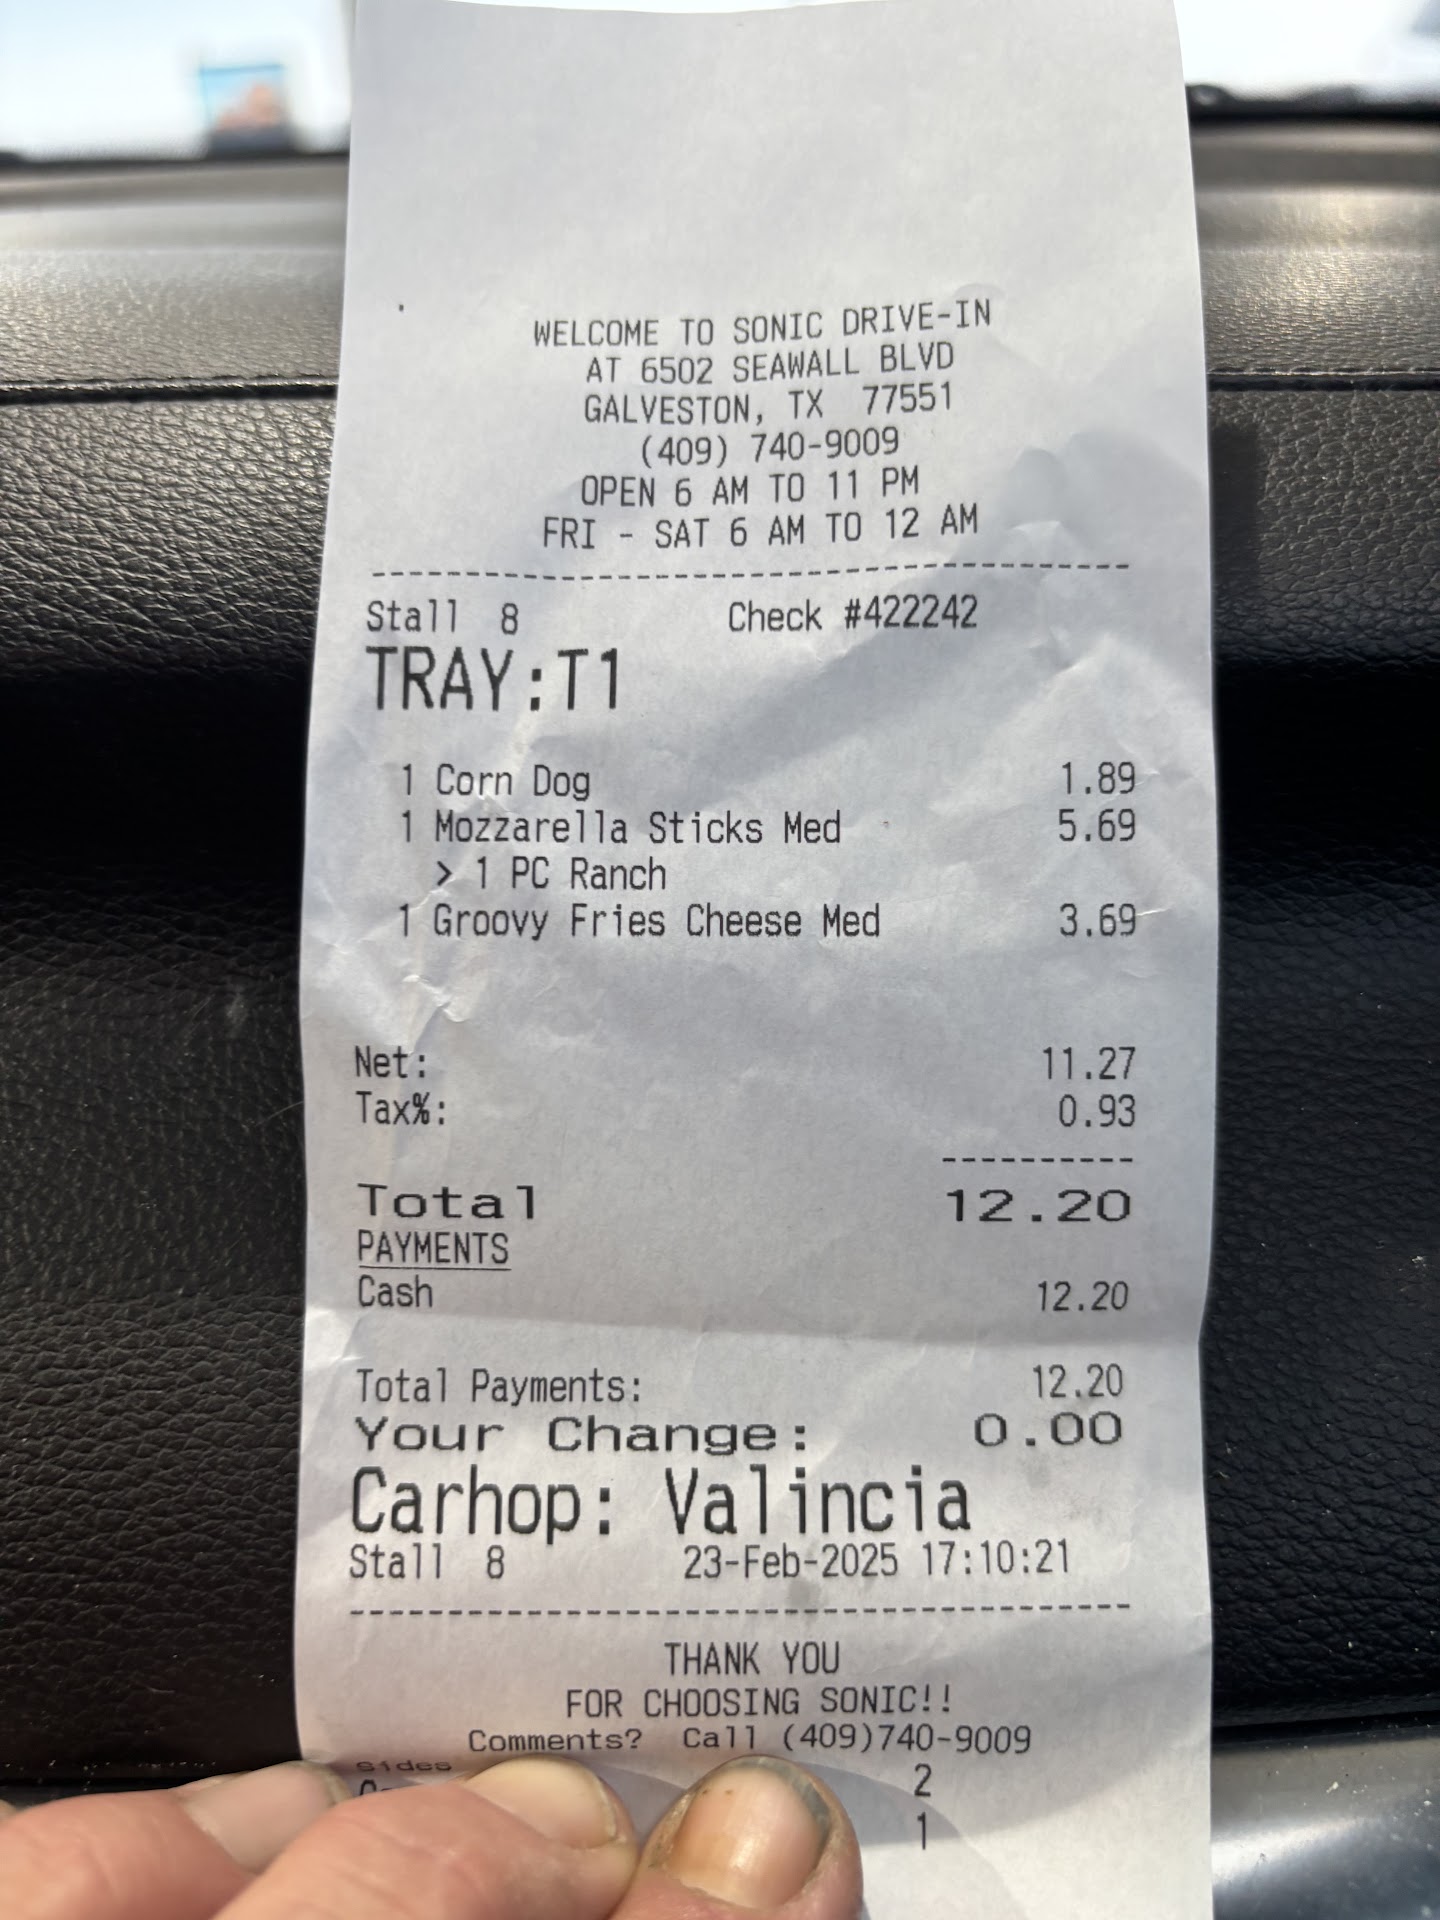 WELCOME TO SONIC DRIVE-IN
AT 6502 SEAWALL BLVD
GALVESTON, TX 77551
(409) 740-9009
OPEN 6 AM TO 11 PM
FRI - SAT 6 AM TO 12 AM
Stall 8 Check #422242
TRAY:T1
1 Corn Dog 1.89
1 Mozzarella Sticks Med 5.69
> 1 PC Ranch
1 Groovy Fries Cheese Med 3.69
Net: 11.27
Tax%: 0.93
Total 12.20
PAYMENTS
Cash 12.20
Total Payments: 12.20
Your Change: 0.00
Carhop: Valincia
Stall 8 23-Feb-2025 17:10:21
THANK YOU
FOR CHOOSING SONIC!!
Comments? Call (409)740-9009
Sides 2
1